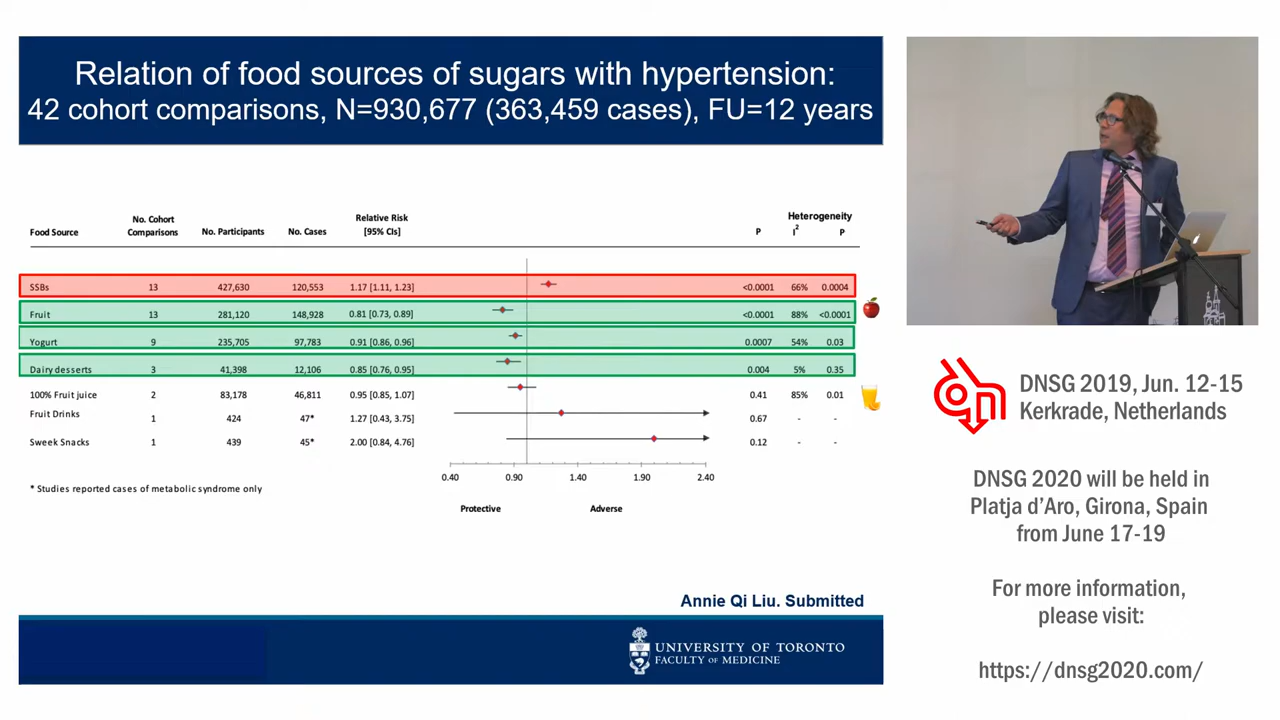 Relation of food sources of sugars with hypertension:
42 cohort comparisons, N=930,677 (363,459 cases), FU=12 years
Food Source No. Cohort Comparisons No. Participants No. Cases Relative Risk [95% CIs] P Heterogeneity I² P
SSBs 13 427,630 120,553 1.17 [1.11, 1.23] <0.0001 66% 0.0004
Fruit 13 281,120 148,928 0.81 [0.73, 0.89] <0.0001 88% <0.0001
Yogurt 9 235,705 97,783 0.91 [0.86, 0.96] 0.0007 54% 0.03
Dairy desserts 3 41,398 12,106 0.85 [0.76, 0.95] 0.004 5% 0.35
100% Fruit juice 2 83,178 46,811 0.95 [0.85, 1.07] 0.41 85% 0.01
Fruit Drinks 1 424 47* 1.27 [0.43, 3.75] 0.67 - -
Sweek Snacks 1 439 45* 2.00 [0.84, 4.76] 0.12 - -
0.40 0.90 1.40 1.90 2.40
* Studies reported cases of metabolic syndrome only
Protective Adverse
Annie Qi Liu. Submitted
UNIVERSITY OF TORONTO
FACULTY OF MEDICINE
DNSG 2019, Jun. 12-15
Kerkrade, Netherlands
DNSG 2020 will be held in
Platja d’Aro, Girona, Spain
from June 17-19
For more information,
please visit:
https://dnsg2020.com/